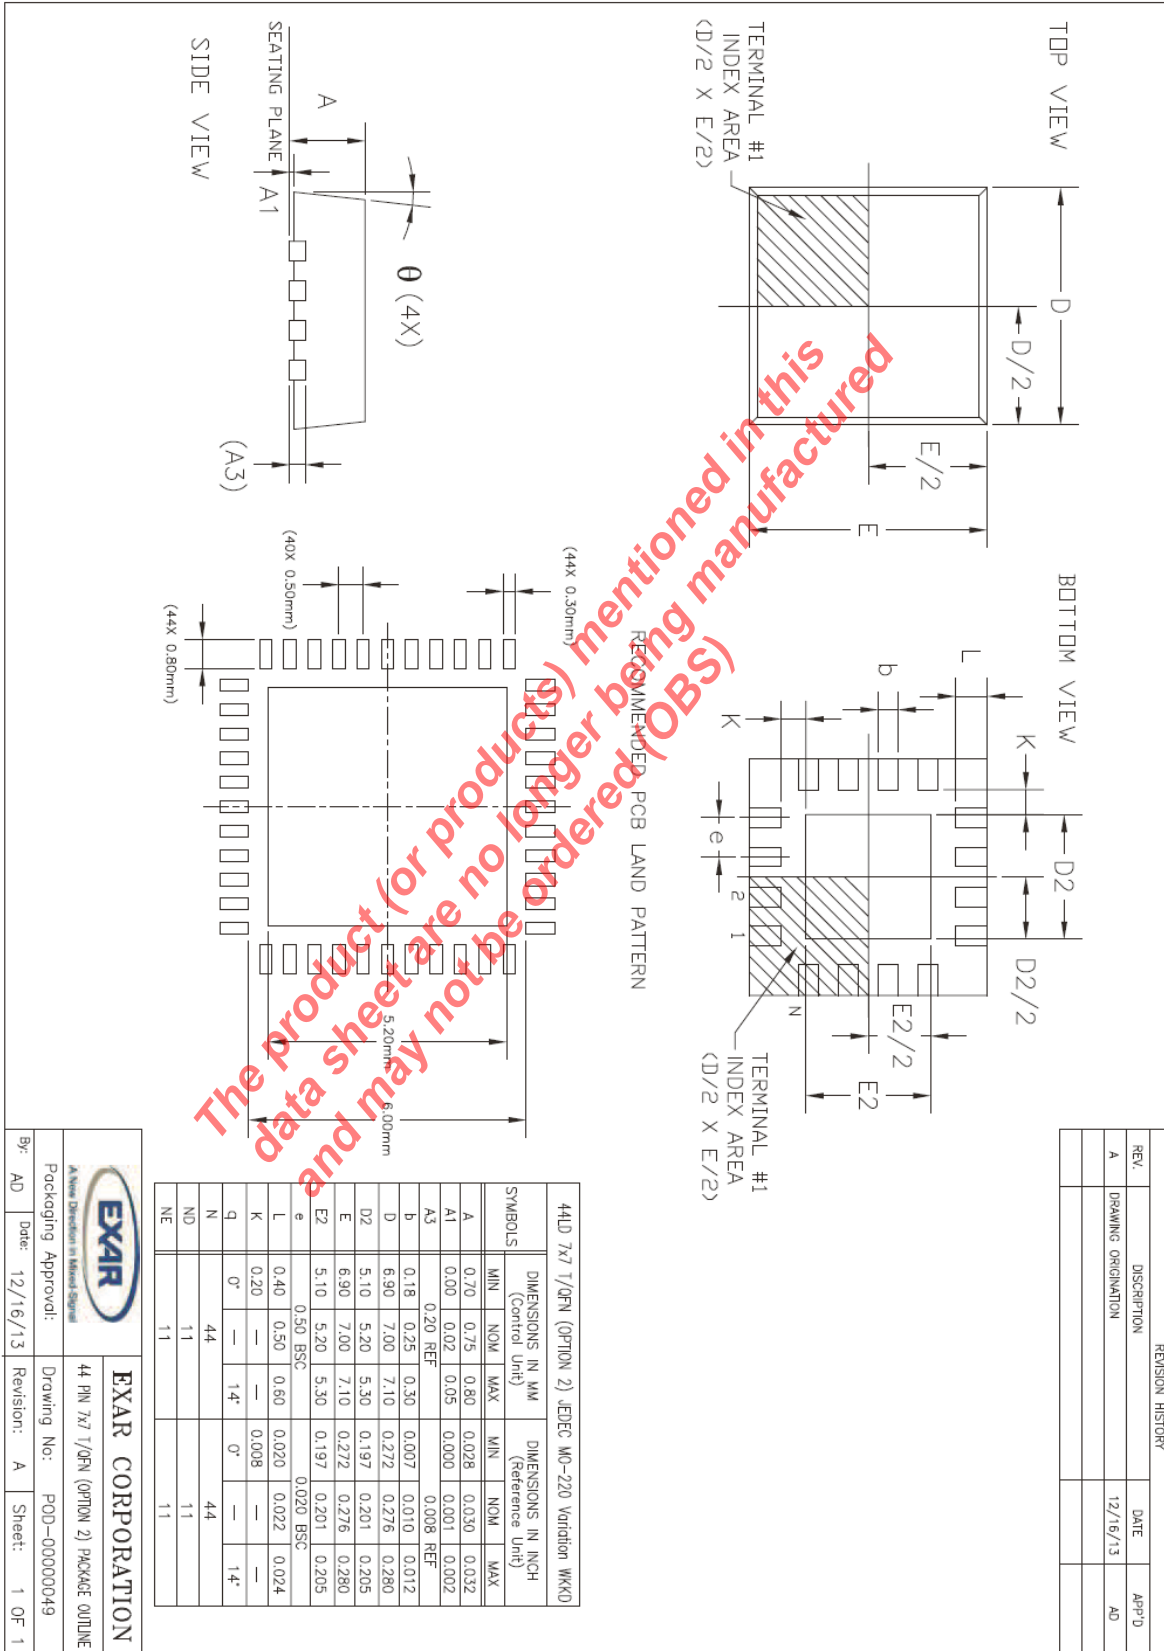 TOP VIEW
TERMINAL #1
INDEX AREA
(D/2 X E/2)
D
D/2
E/2
E
BOTTOM VIEW
L
b
K
K
e
2
1
N
D2
D2/2
E2/2
E2
TERMINAL #1
INDEX AREA
(D/2 X E/2)
SIDE VIEW
SEATING PLANE
A
A1
θ (4X)
(A3)
RECOMMENDED PCB LAND PATTERN
(44X 0.30mm)
(40X 0.50mm)
(44X 0.80mm)
5.20mm
6.00mm
The product (or products) mentioned in this
data sheet are no longer being manufactured
and may not be ordered (OBS)
REVISION HISTORY
REV. DISCRIPTION DATE APP'D
A DRAWING ORIGINATION 12/16/13 AD
44LD 7x7 T/QFN (OPTION 2) JEDEC MO-220 Variation WKKD
SYMBOLS DIMENSIONS IN MM (Control Unit) DIMENSIONS IN INCH (Reference Unit)
MIN NOM MAX MIN NOM MAX
A 0.70 0.75 0.80 0.028 0.030 0.032
A1 0.00 0.02 0.05 0.000 0.001 0.002
A3 0.20 REF 0.008 REF
b 0.18 0.25 0.30 0.007 0.010 0.012
D 6.90 7.00 7.10 0.272 0.276 0.280
D2 5.10 5.20 5.30 0.197 0.201 0.205
E 6.90 7.00 7.10 0.272 0.276 0.280
E2 5.10 5.20 5.30 0.197 0.201 0.205
e 0.50 BSC 0.020 BSC
L 0.40 0.50 0.60 0.020 0.022 0.024
K 0.20 — — 0.008 — —
q 0° — 14° 0° — 14°
N 44 44
ND 11 11
NE 11 11
EXAR
A New Direction in Mixed-Signal
EXAR CORPORATION
44 PIN 7x7 T/QFN (OPTION 2) PACKAGE OUTLINE
Packaging Approval: Drawing No: POD-00000049
By: AD Date: 12/16/13 Revision: A Sheet: 1 OF 1